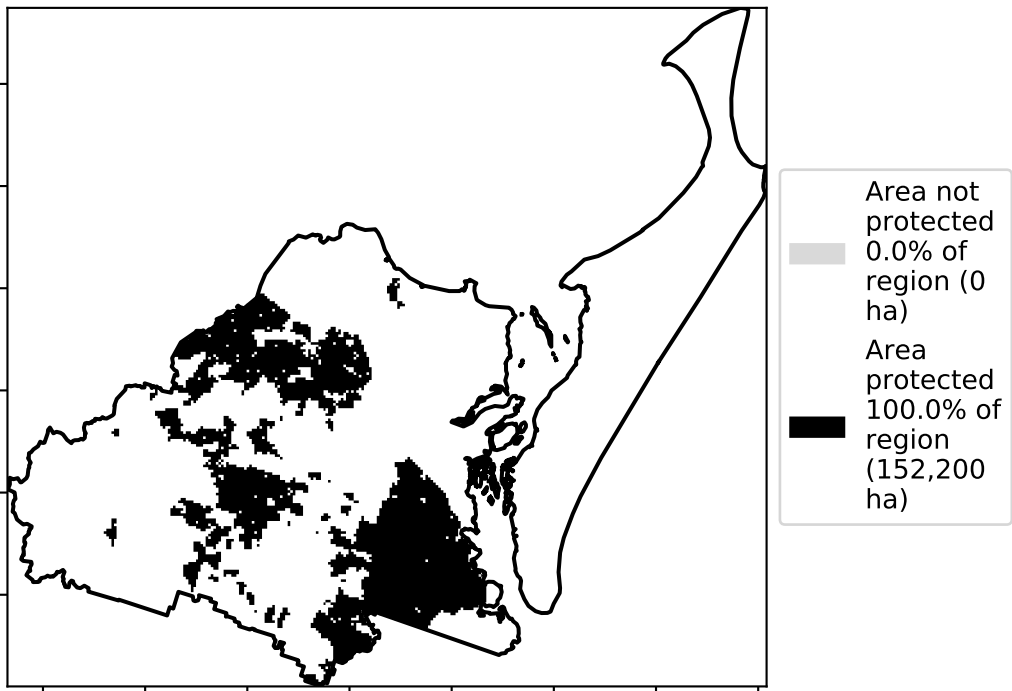 Area not
protected
0.0% of
region (0
ha)
Area
protected
100.0% of
region
(152,200
ha)